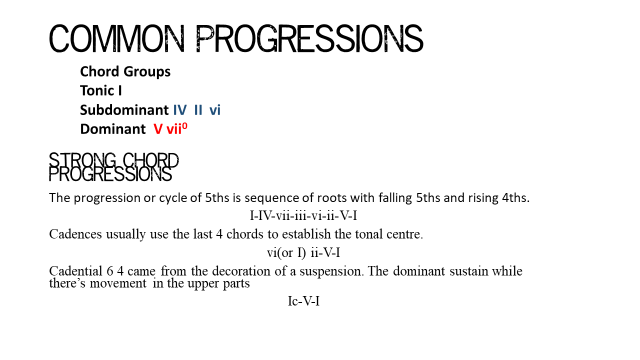 COMMON PROGRESSIONS
Chord Groups
Tonic I
Subdominant IV II vi
Dominant V vii⁰
STRONG CHORD
PROGRESSIONS
The progression or cycle of 5ths is sequence of roots with falling 5ths and rising 4ths.
I-IV-vii-iii-vi-ii-V-I
Cadences usually use the last 4 chords to establish the tonal centre.
vi(or I) ii-V-I
Cadential 6 4 came from the decoration of a suspension. The dominant sustain while
there's movement in the upper parts
Ic-V-I